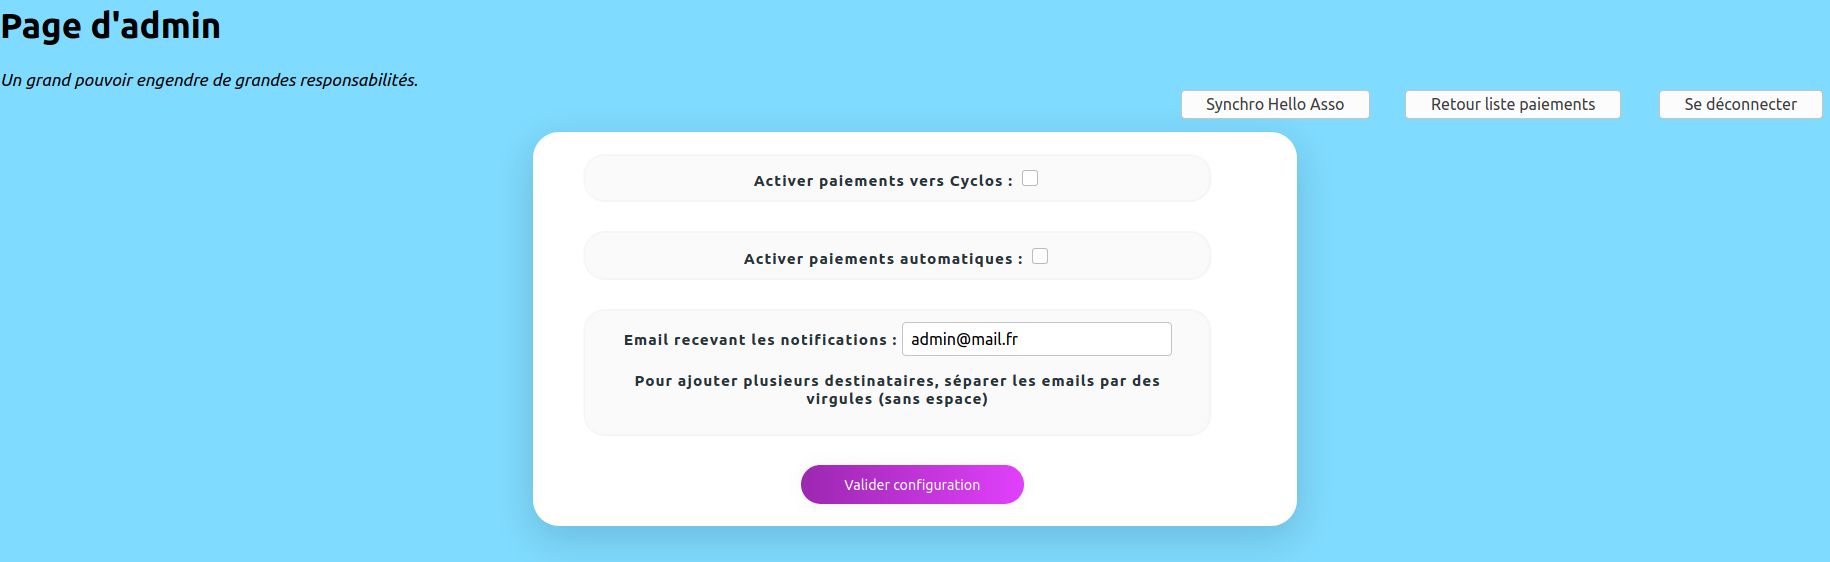 Page d'admin
Un grand pouvoir engendre de grandes responsabilités.
Synchro Hello Asso
Retour liste paiements
Se déconnecter
Activer paiements vers Cyclos :
Activer paiements automatiques :
Email recevant les notifications : admin@mail.fr
Pour ajouter plusieurs destinataires, séparer les emails par des
virgules (sans espace)
Valider configuration